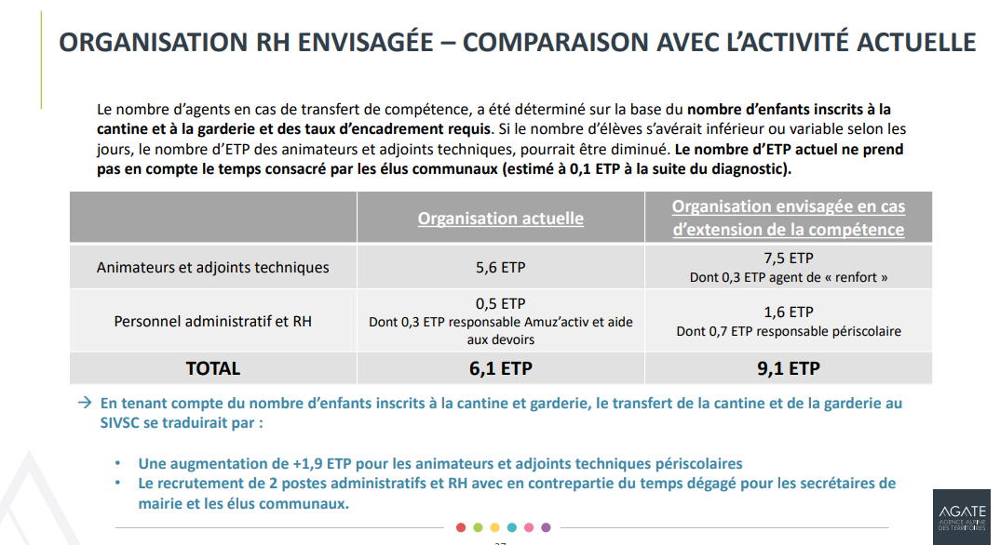 ORGANISATION RH ENVISAGÉE – COMPARAISON AVEC L'ACTIVITÉ ACTUELLE
Le nombre d'agents en cas de transfert de compétence, a été déterminé sur la base du nombre d'enfants inscrits à la
cantine et à la garderie et des taux d'encadrement requis. Si le nombre d'élèves s'avérait inférieur ou variable selon les
jours, le nombre d'ETP des animateurs et adjoints techniques, pourrait être diminué. Le nombre d'ETP actuel ne prend
pas en compte le temps consacré par les élus communaux (estimé à 0,1 ETP à la suite du diagnostic).
Organisation actuelle
Organisation envisagée en cas
d'extension de la compétence
Animateurs et adjoints techniques
5,6 ETP
7,5 ETP
Dont 0,3 ETP agent de « renfort »
Personnel administratif et RH
0,5 ETP
Dont 0,3 ETP responsable Amuz'activ et aide
aux devoirs
1,6 ETP
Dont 0,7 ETP responsable périscolaire
TOTAL
6,1 ETP
9,1 ETP
→ En tenant compte du nombre d'enfants inscrits à la cantine et garderie, le transfert de la cantine et de la garderie au
SIVSC se traduirait par :
• Une augmentation de +1,9 ETP pour les animateurs et adjoints techniques périscolaires
• Le recrutement de 2 postes administratifs et RH avec en contrepartie du temps dégagé pour les secrétaires de
mairie et les élus communaux.
AGATE
AGENCE ALPINE
DES TERRITOIRES